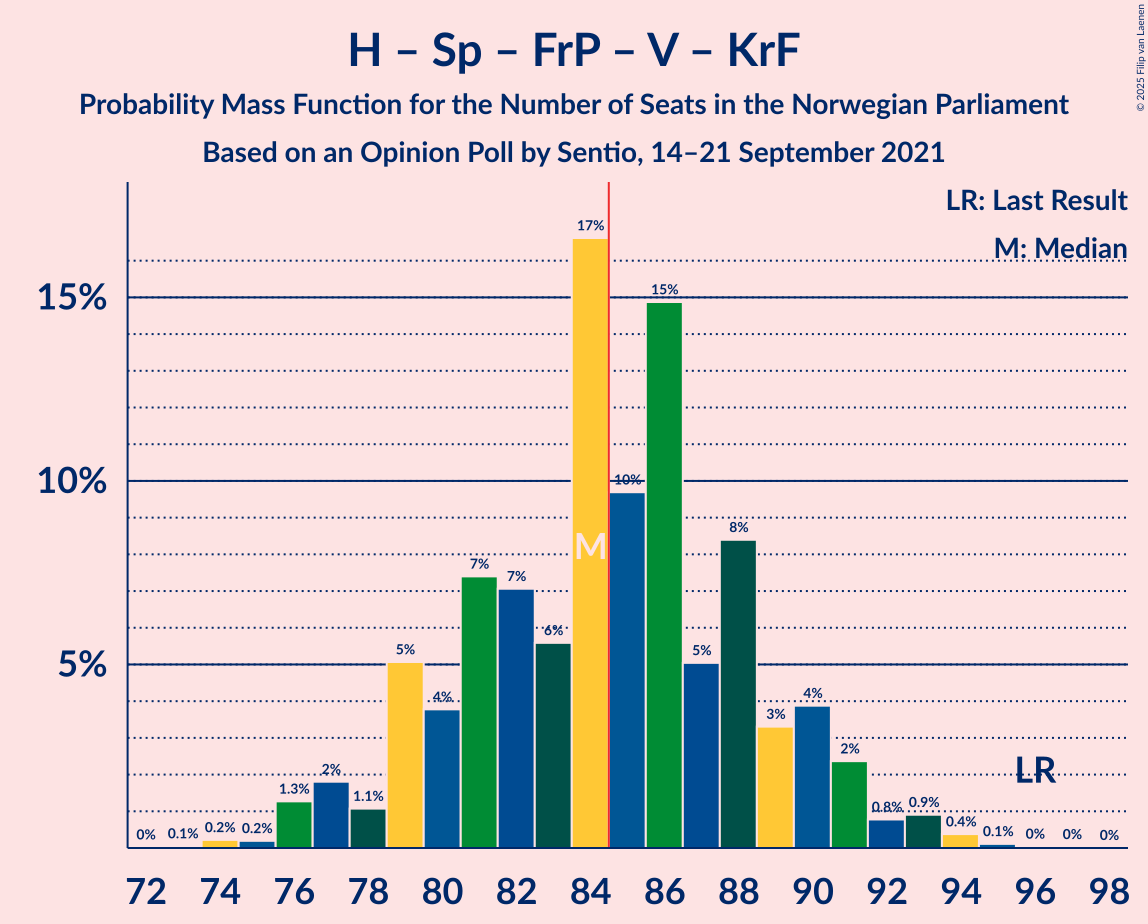 H – Sp – FrP – V – KrF
Probability Mass Function for the Number of Seats in the Norwegian Parliament
Based on an Opinion Poll by Sentio, 14–21 September 2021
© 2025 Filip van Laenen
LR: Last Result
M: Median
15%
10%
5%
0% 0.1% 0.2% 0.2% 1.3% 2% 1.1% 5% 4% 7% 7% 6% 17% 10% 15% 5% 8% 3% 4% 2% 0.8% 0.9% 0.4% 0.1% 0% 0% 0%
M
LR
72 74 76 78 80 82 84 86 88 90 92 94 96 98